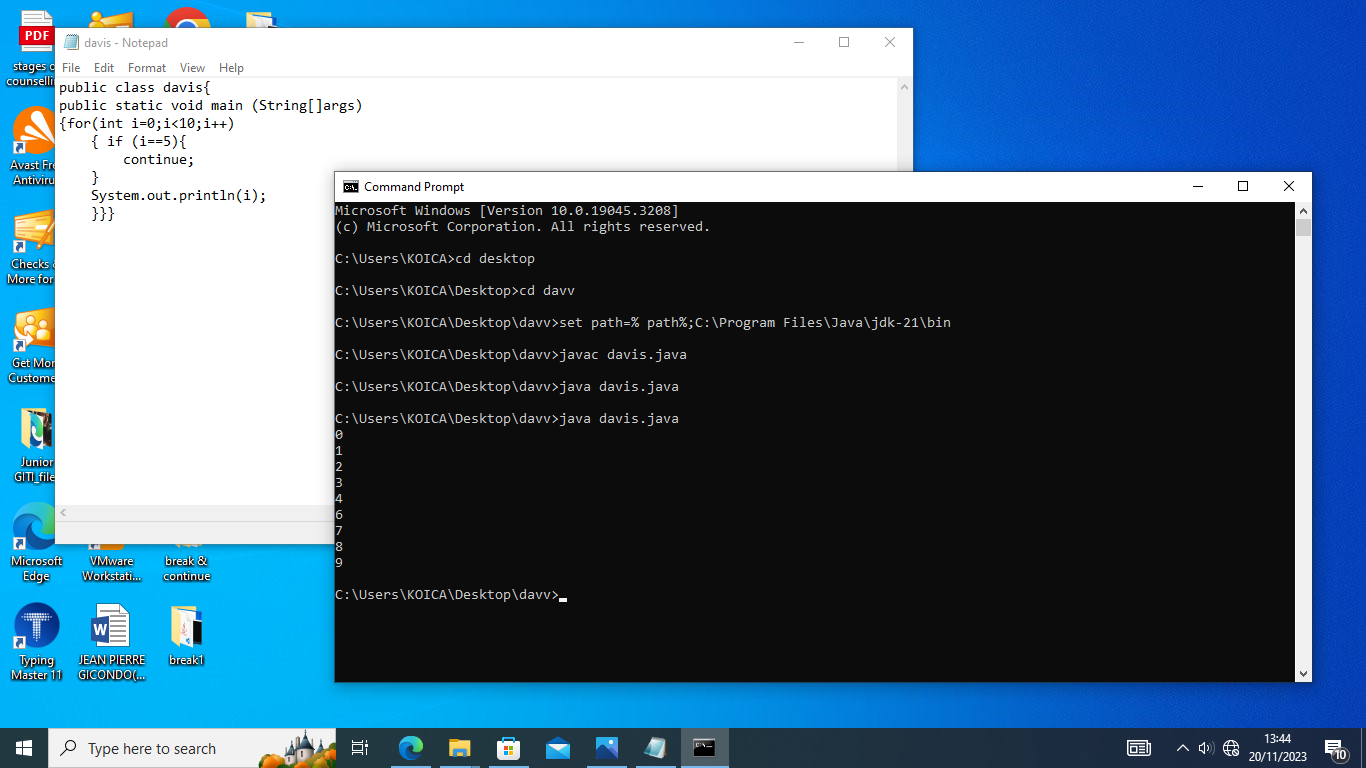 PDF
stages o
counselli
Avast Fre
Antiviru
Checks &
More for
Get Mor
Custome
Junior
GITI_file
Microsoft
Edge
VMware
Workstati...
break &
continue
Typing
Master 11
JEAN PIERRE
GICONDO(...
break1
davis - Notepad
File Edit Format View Help
public class davis{
public static void main (String[]args)
{for(int i=0;i<10;i++)
{ if (i==5){
continue;
}
System.out.println(i);
}}}
Command Prompt
Microsoft Windows [Version 10.0.19045.3208]
(c) Microsoft Corporation. All rights reserved.
C:\Users\KOICA>cd desktop
C:\Users\KOICA\Desktop>cd davv
C:\Users\KOICA\Desktop\davv>set path=% path%;C:\Program Files\Java\jdk-21\bin
C:\Users\KOICA\Desktop\davv>javac davis.java
C:\Users\KOICA\Desktop\davv>java davis.java
C:\Users\KOICA\Desktop\davv>java davis.java
0
1
2
3
4
6
7
8
9
C:\Users\KOICA\Desktop\davv>
Type here to search
13:44
20/11/2023
10